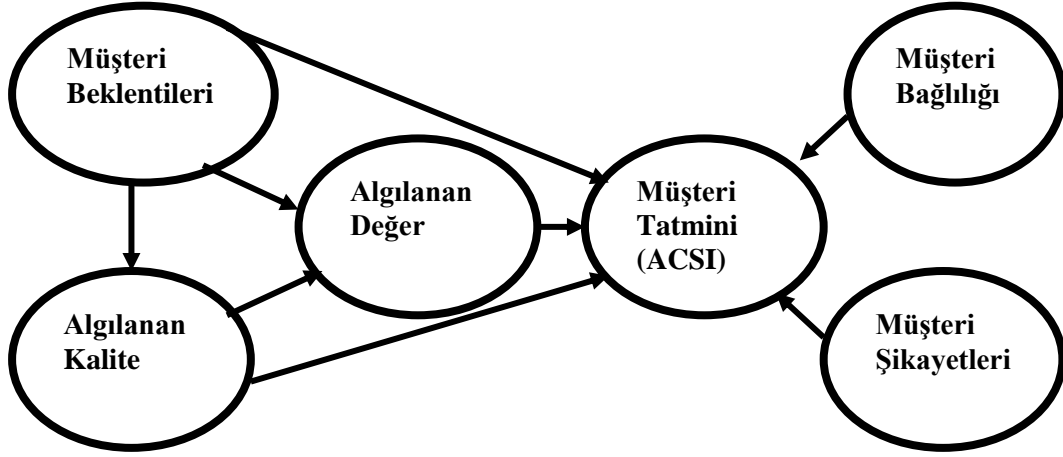 Müşteri
Beklentileri
Müşteri
Bağlılığı
Algılanan
Değer
Müşteri
Tatmini
(ACSI)
Algılanan
Kalite
Müşteri
Şikayetleri